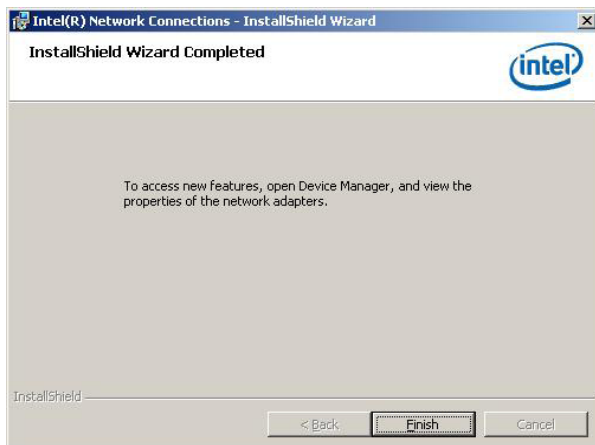 Intel(R) Network Connections - InstallShield Wizard
InstallShield Wizard Completed
intel
To access new features, open Device Manager, and view the
properties of the network adapters.
InstallShield
< Back
Finish
Cancel